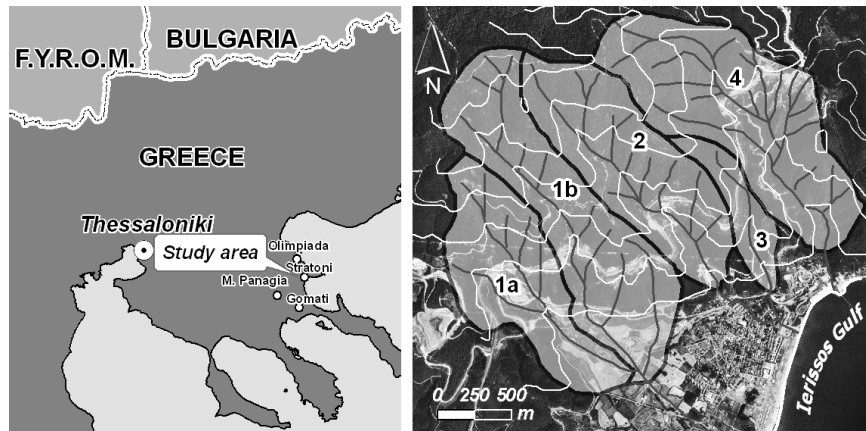 F.Y.R.O.M.
BULGARIA
GREECE
Thessaloniki
Study area
Olimpiada
Stratoni
M. Panagia
Gomati
N
4
2
1b
3
1a
Ierissos Gulf
0 250 500
m